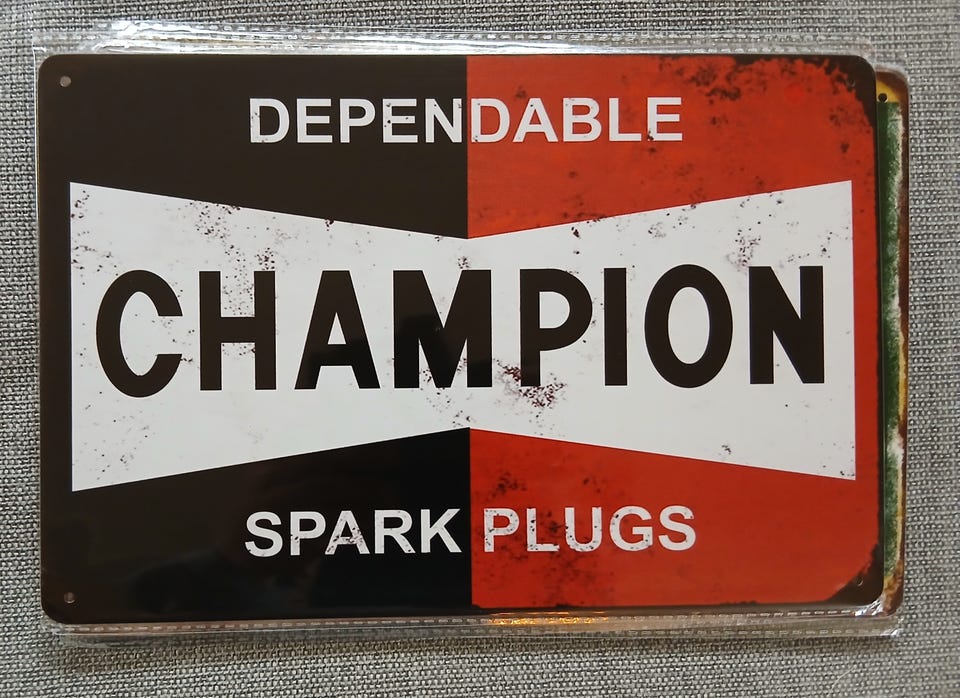 DEPENDABLE
CHAMPION
SPARK PLUGS